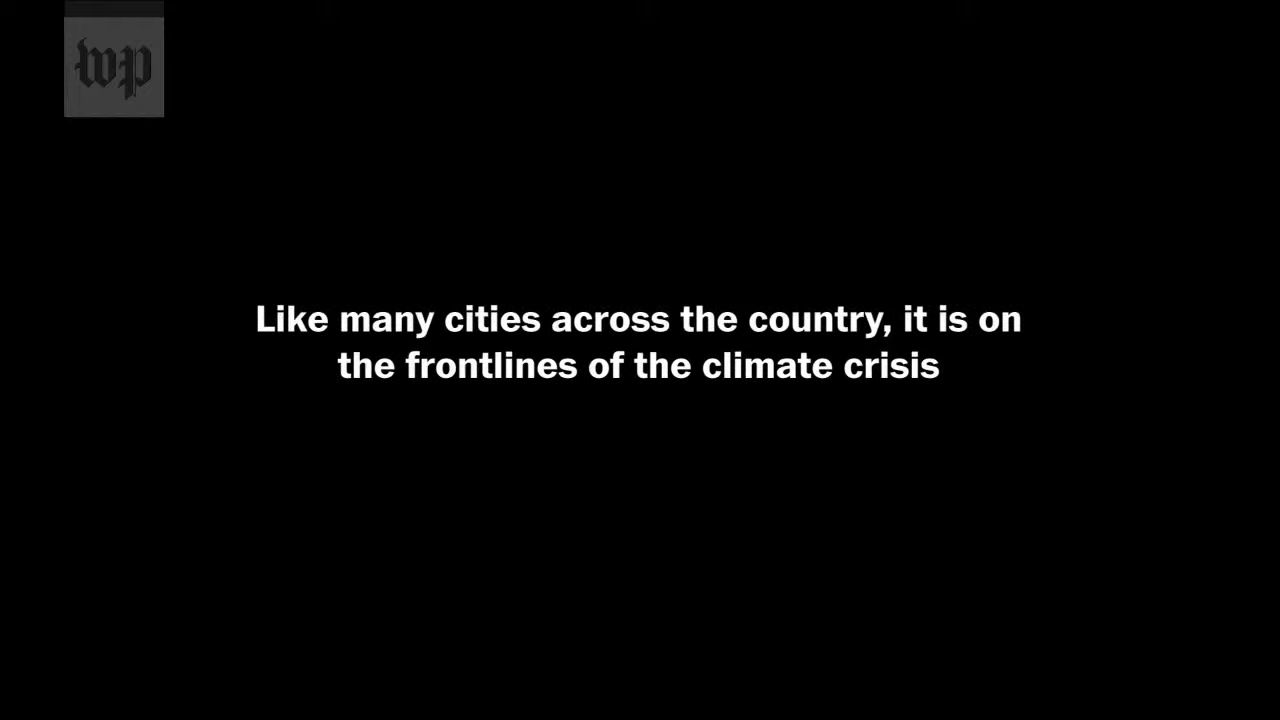 wp
Like many cities across the country, it is on
the frontlines of the climate crisis